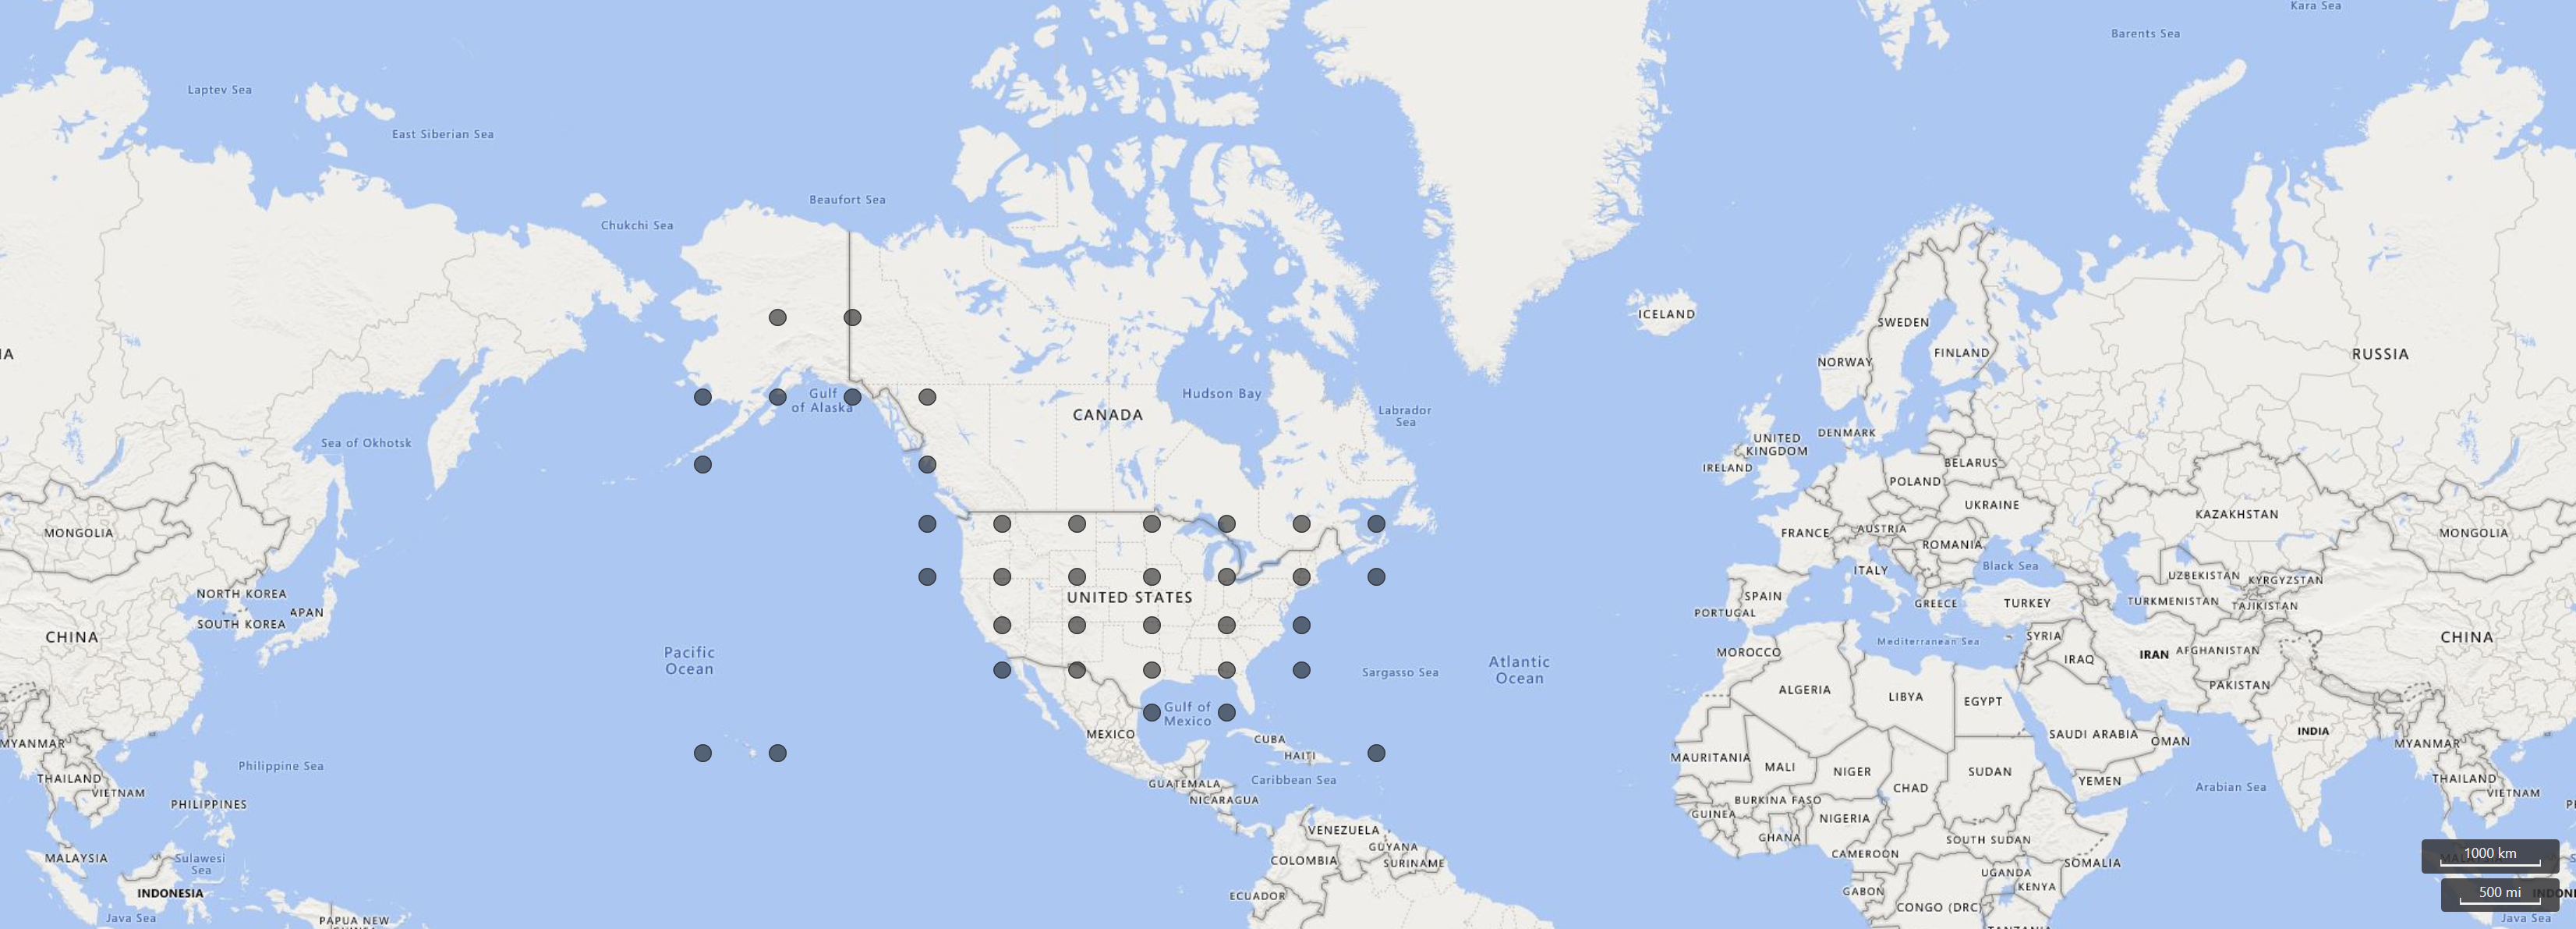 Kara Sea
Barents Sea
Laptev Sea
East Siberian Sea
Beaufort Sea
Chukchi Sea
ICELAND
SWEDEN
IA
RUSSIA
FINLAND
NORWAY
Hudson Bay
Gulf
of Alaska
CANADA
Labrador
Sea
Sea of Okhotsk
DENMARK
UNITED
KINGDOM
IRELAND
BELARUS
POLAND
UKRAINE
KAZAKHSTAN
MONGOLIA
FRANCE
AUSTRIA
MONGOLIA
ROMANIA
Black Sea
ITALY
UZBEKISTAN
KYRGYZSTAN
NORTH KOREA
SPAIN
UNITED STATES
TURKMENISTAN
TAJIKISTAN
GREECE
TURKEY
PORTUGAL
APAN
SOUTH KOREA
CHINA
SYRIA
CHINA
Mediterranean Sea
Pacific
Ocean
MOROCCO
IRAN
AFGHANISTAN
IRAQ
Atlantic
Ocean
Sargasso Sea
PAKISTAN
ALGERIA
LIBYA
EGYPT
Gulf of
Mexico
INDIA
MEXICO
SAUDI ARABIA
CUBA
OMAN
MYANMAR
MYANMAR
HAITI
MAURITANIA
Philippine Sea
MALI
NIGER
SUDAN
THAILAND
THAILAND
Caribbean Sea
YEMEN
GUATEMALA
CHAD
Arabian Sea
VIETNAM
VIETNAM
NICARAGUA
BURKINA FASO
PHILIPPINES
PI
GUINEA
NIGERIA
VENEZUELA
GHANA
SOUTH SUDAN
GUYANA
CAMEROON
1000 km
MALAYSIA
Sulawesi
Sea
COLOMBIA
SURINAME
SOMALIA
UGANDA
KENYA
INDONESIA
ECUADOR
GABON
500 mi
INDON
CONGO (DRC)
Java Sea
PAPUA NEW
Java Sea